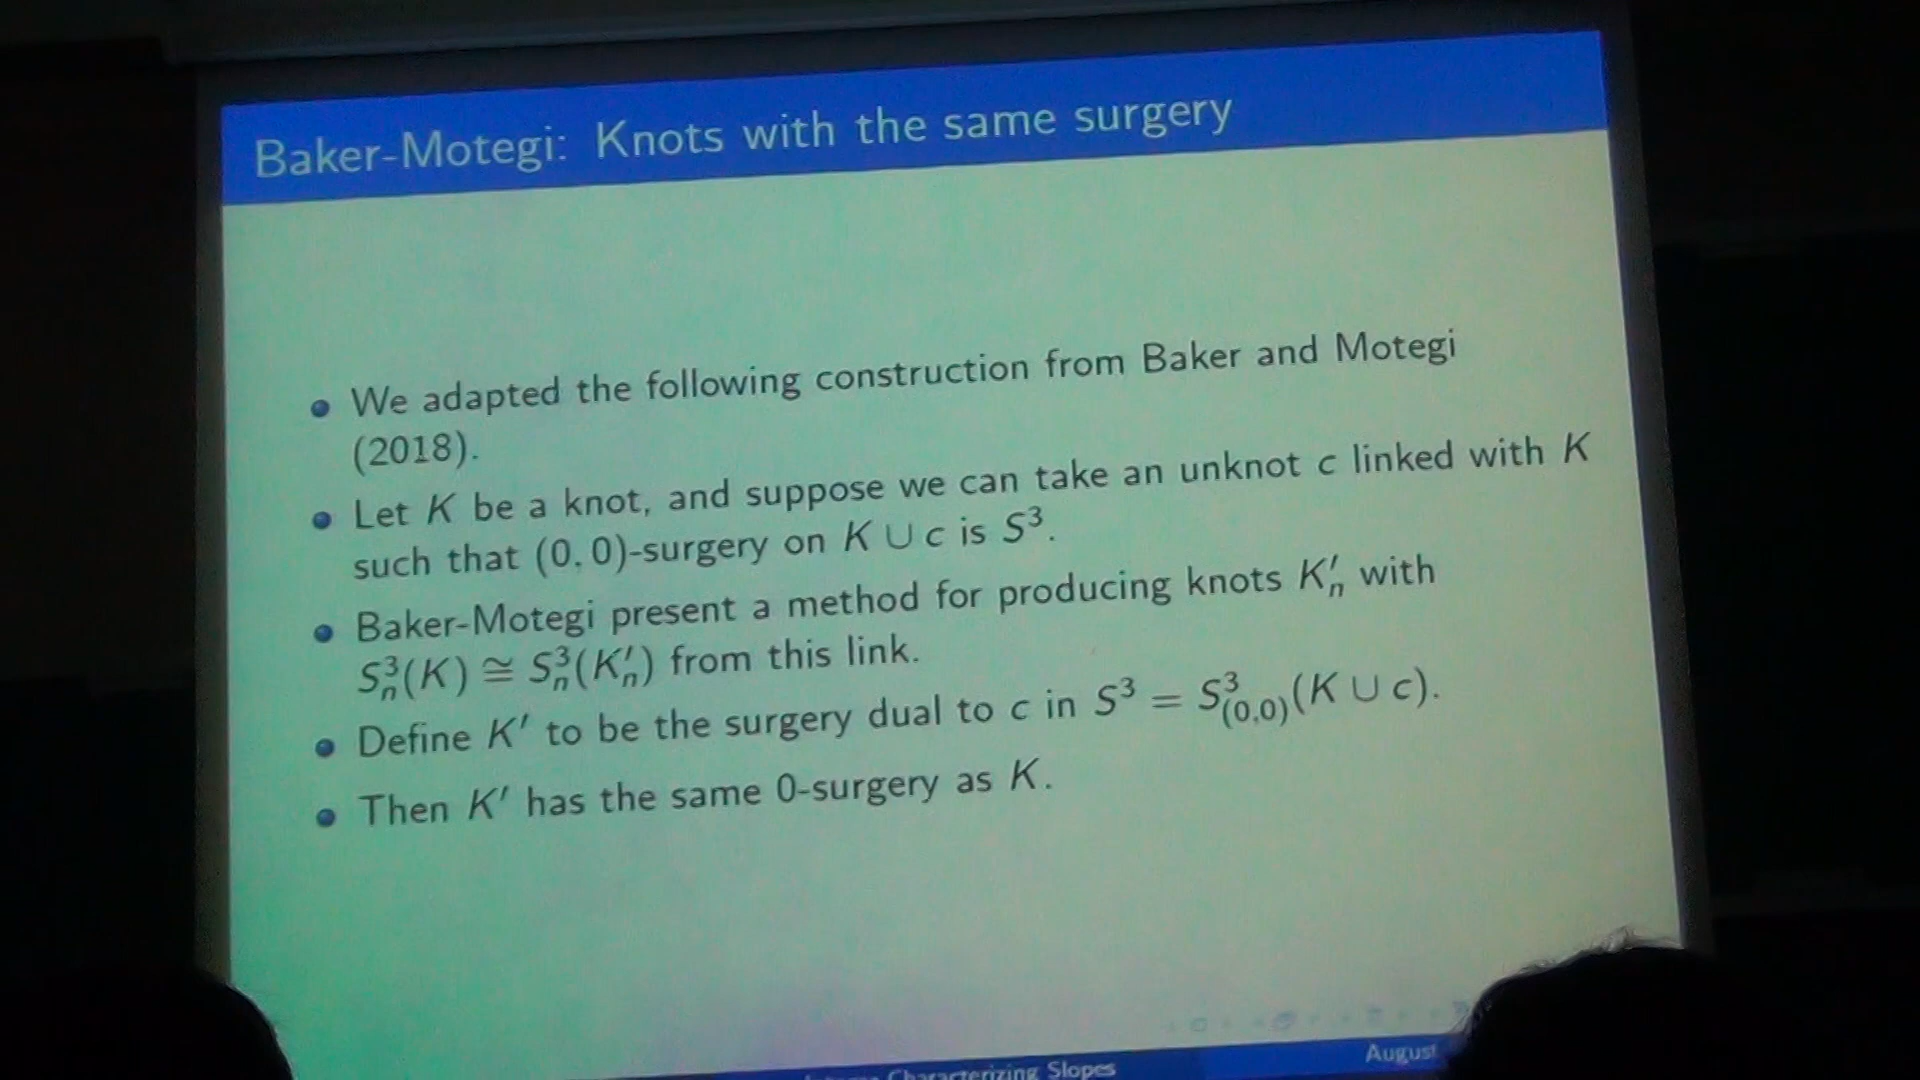 Baker-Motegi: Knots with the same surgery
• We adapted the following construction from Baker and Motegi
(2018).
• Let K be a knot, and suppose we can take an unknot c linked with K
such that (0,0)-surgery on K ∪ c is S³.
• Baker-Motegi present a method for producing knots K′ₙ with
S³ₙ(K) ≅ S³ₙ(K′ₙ) from this link.
• Define K′ to be the surgery dual to c in S³ = S³₍₀,₀₎(K ∪ c).
• Then K′ has the same 0-surgery as K.
Characterizing Slopes
August